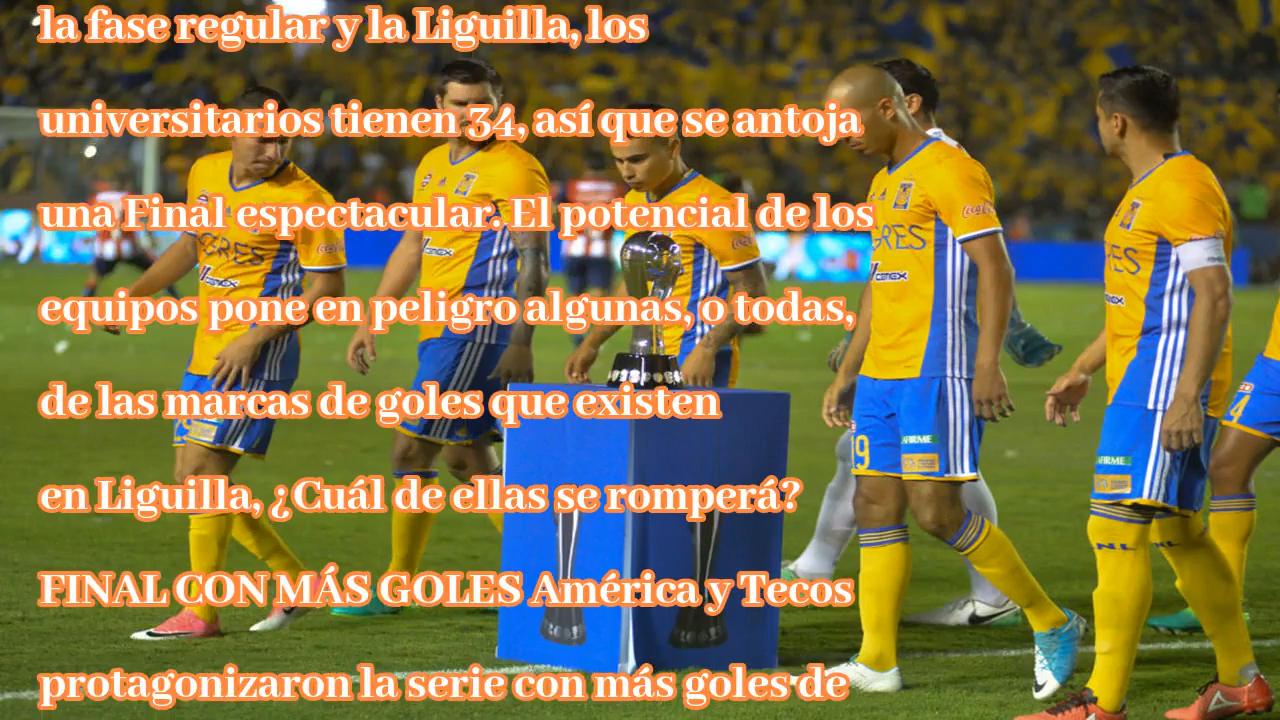 la fase regular y la Liguilla, los
universitarios tienen 34, así que se antoja
una Final espectacular. El potencial de los
equipos pone en peligro algunas, o todas,
de las marcas de goles que existen
en Liguilla, ¿Cuál de ellas se romperá?
FINAL CON MÁS GOLES América y Tecos
protagonizaron la serie con más goles de